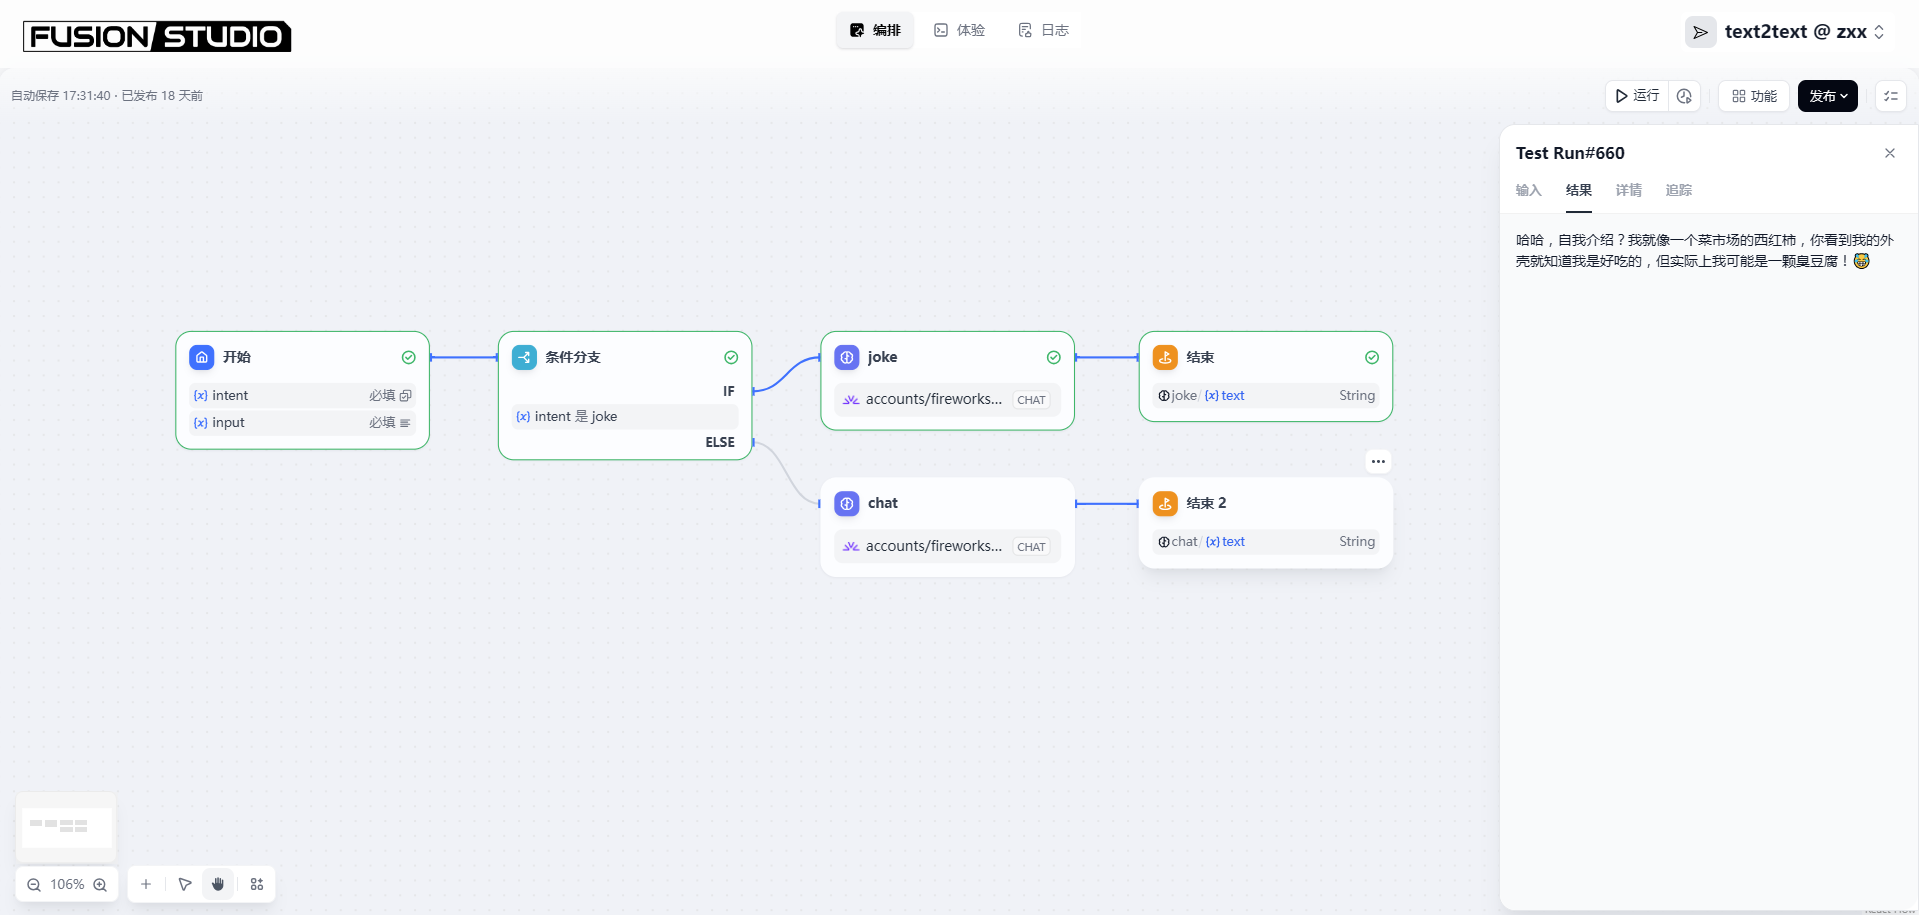 FUSION STUDIO
编排
体验
日志
text2text @ zxx
自动保存 17:31:40 · 已发布 18 天前
运行
功能
发布
Test Run#660
输入
结果
详情
追踪
哈哈，自我介绍？我就像一个菜市场的西红柿，你看到我的外
壳就知道我是好吃的，但实际上我可能是一颗臭豆腐！😅
开始
{x} intent 必填
{x} input 必填
条件分支
IF
{x} intent 是 joke
ELSE
joke
accounts/fireworks... CHAT
结束
joke/ {x} text String
chat
accounts/fireworks... CHAT
结束 2
chat/ {x} text String
106%